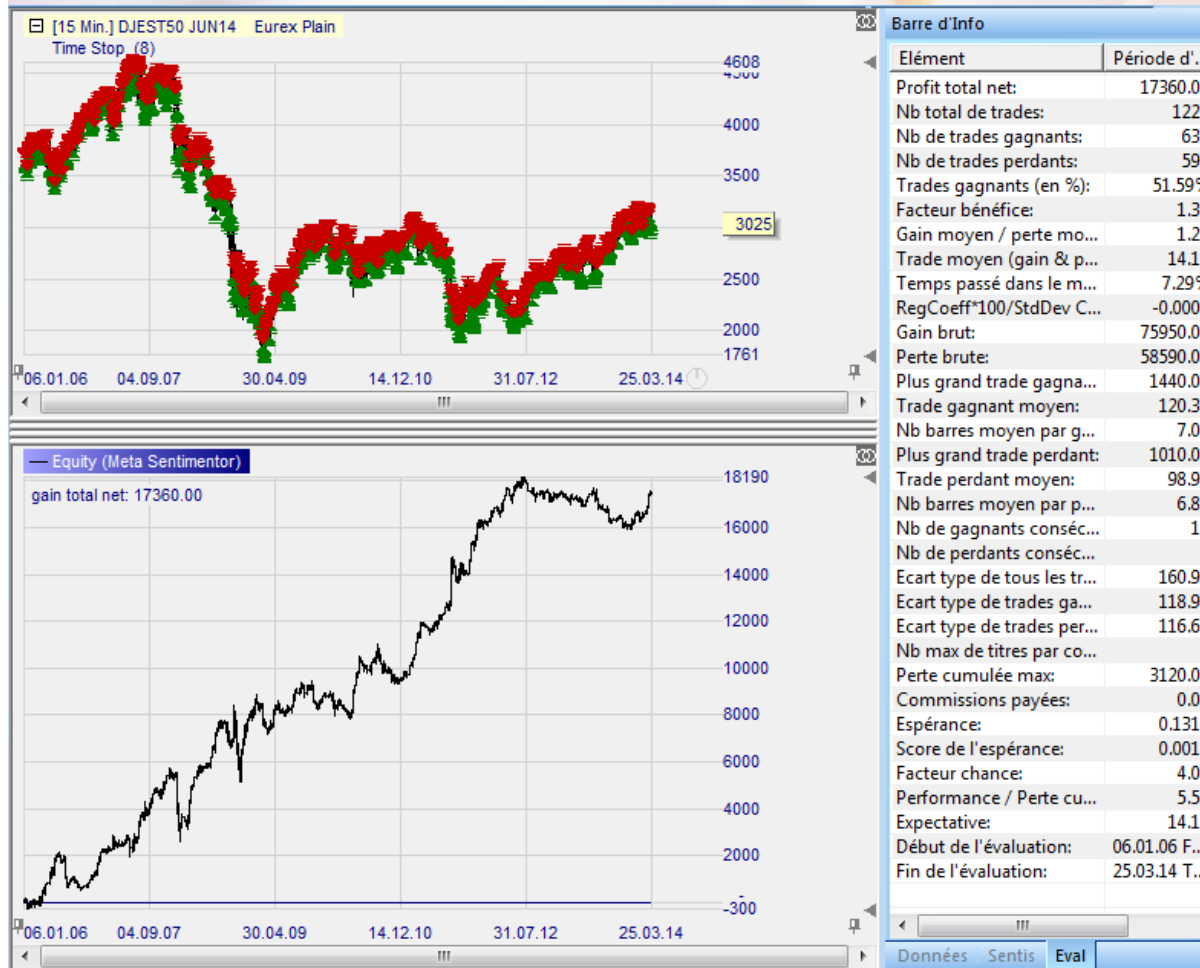 [15 Min.] DJEST50 JUN14 Eurex Plain
Time Stop (8)
4608
4500
4000
3500
3025
2500
2000
1761
06.01.06 04.09.07 30.04.09 14.12.10 31.07.12 25.03.14
Equity (Meta Sentimentor)
gain total net: 17360.00
18190
16000
14000
12000
10000
8000
6000
4000
2000
-300
06.01.06 04.09.07 30.04.09 14.12.10 31.07.12 25.03.14
Barre d'Info
Elément Période d'..
Profit total net: 17360.0
Nb total de trades: 122
Nb de trades gagnants: 63
Nb de trades perdants: 59
Trades gagnants (en %): 51.59%
Facteur bénéfice: 1.3
Gain moyen / perte mo... 1.2
Trade moyen (gain & p... 14.1
Temps passé dans le m... 7.29%
RegCoeff*100/StdDev C... -0.000
Gain brut: 75950.0
Perte brute: 58590.0
Plus grand trade gagna... 1440.0
Trade gagnant moyen: 120.3
Nb barres moyen par g... 7.0
Plus grand trade perdant: 1010.0
Trade perdant moyen: 98.9
Nb barres moyen par p... 6.8
Nb de gagnants conséc... 1
Nb de perdants conséc...
Ecart type de tous les tr... 160.9
Ecart type de trades ga... 118.9
Ecart type de trades per... 116.6
Nb max de titres par co...
Perte cumulée max: 3120.0
Commissions payées: 0.0
Espérance: 0.131
Score de l'espérance: 0.001
Facteur chance: 4.0
Performance / Perte cu... 5.5
Expectative: 14.1
Début de l'évaluation: 06.01.06 F..
Fin de l'évaluation: 25.03.14 T..
Données Sentis Eval